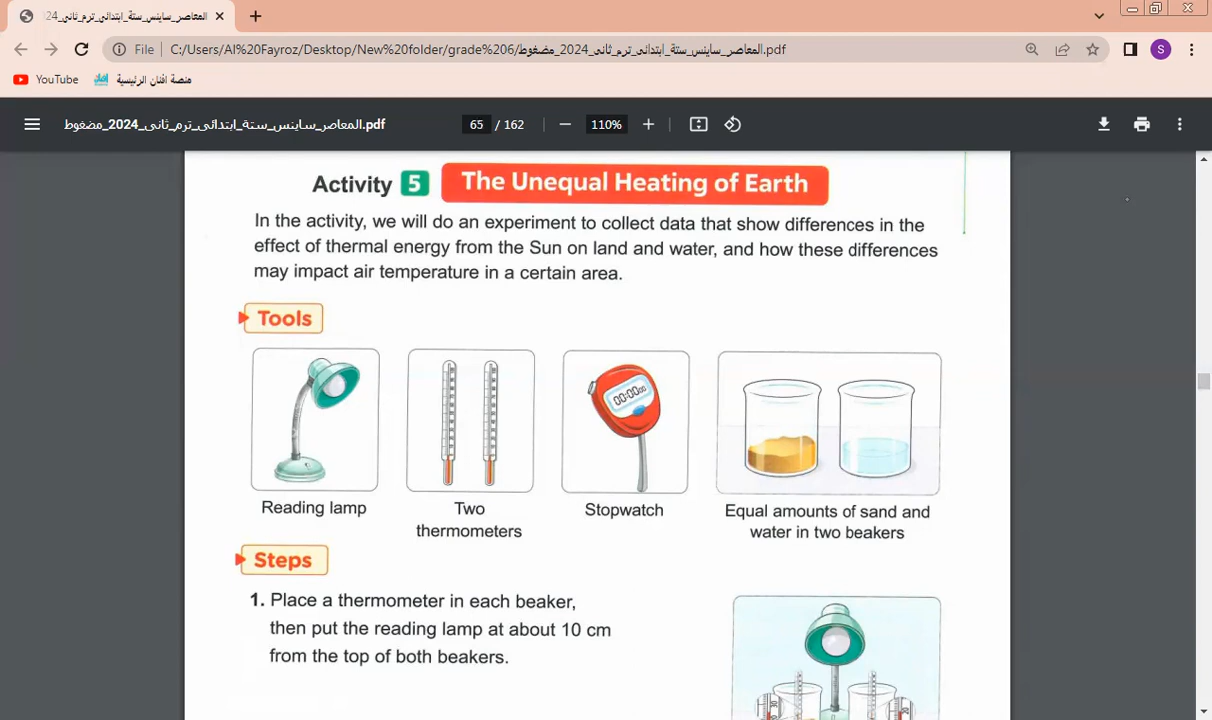 المعاصر_ساينس_ستة_ابتدائى_ترم_ثانى_24
File C:/Users/Al%20Fayroz/Desktop/New%20folder/grade%206/المعاصر_ساينس_ستة_ابتدائى_ترم_ثانى_2024_مضغوط.pdf
S
YouTube منصة افنان الرئيسية
المعاصر_ساينس_ستة_ابتدائى_ترم_ثانى_2024_مضغوط.pdf 65 / 162 110%
Activity 5 The Unequal Heating of Earth
In the activity, we will do an experiment to collect data that show differences in the
effect of thermal energy from the Sun on land and water, and how these differences
may impact air temperature in a certain area.
Tools
00:00
Reading lamp
Two
thermometers
Stopwatch
Equal amounts of sand and
water in two beakers
Steps
1. Place a thermometer in each beaker,
then put the reading lamp at about 10 cm
from the top of both beakers.